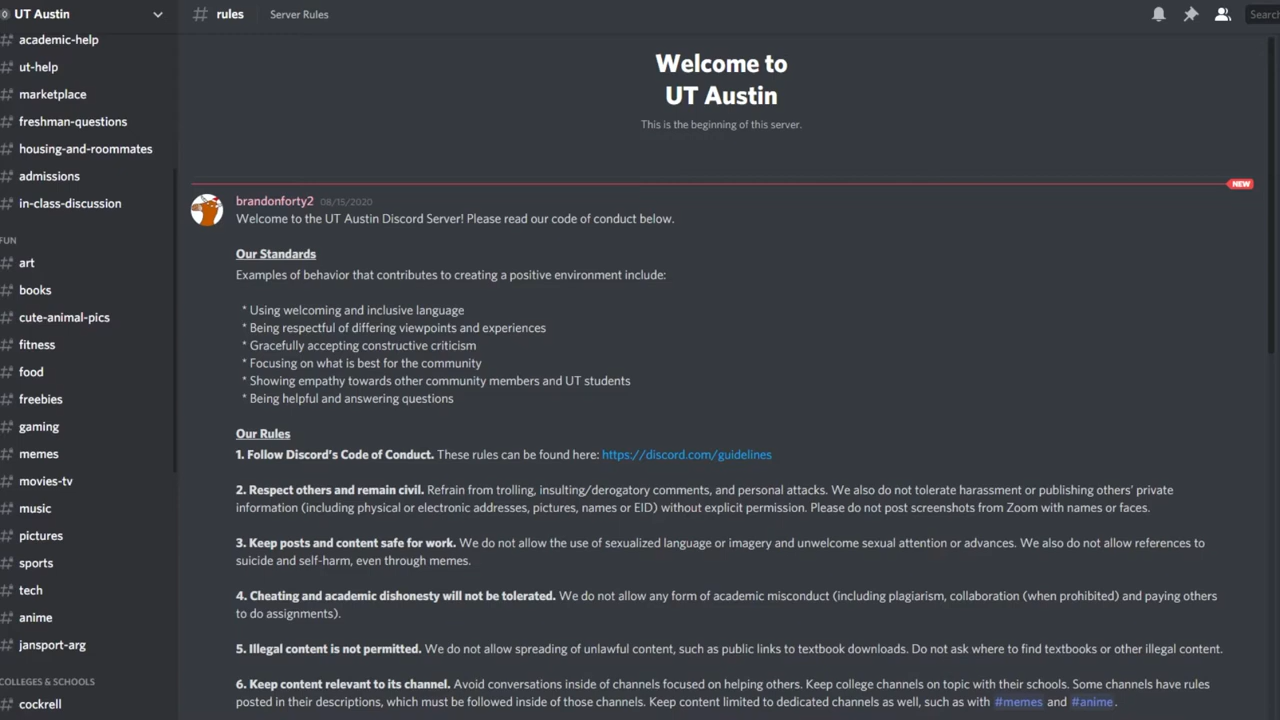 UT Austin
# rules Server Rules
Search
# academic-help
# ut-help
# marketplace
# freshman-questions
# housing-and-roommates
# admissions
# in-class-discussion
FUN
# art
# books
# cute-animal-pics
# fitness
# food
# freebies
# gaming
# memes
# movies-tv
# music
# pictures
# sports
# tech
# anime
# jansport-arg
COLLEGES & SCHOOLS
# cockrell
Welcome to
UT Austin
This is the beginning of this server.
NEW
brandonforty2 08/15/2020
Welcome to the UT Austin Discord Server! Please read our code of conduct below.
Our Standards
Examples of behavior that contributes to creating a positive environment include:
* Using welcoming and inclusive language
* Being respectful of differing viewpoints and experiences
* Gracefully accepting constructive criticism
* Focusing on what is best for the community
* Showing empathy towards other community members and UT students
* Being helpful and answering questions
Our Rules
1. Follow Discord's Code of Conduct. These rules can be found here: https://discord.com/guidelines
2. Respect others and remain civil. Refrain from trolling, insulting/derogatory comments, and personal attacks. We also do not tolerate harassment or publishing others' private
information (including physical or electronic addresses, pictures, names or EID) without explicit permission. Please do not post screenshots from Zoom with names or faces.
3. Keep posts and content safe for work. We do not allow the use of sexualized language or imagery and unwelcome sexual attention or advances. We also do not allow references to
suicide and self-harm, even through memes.
4. Cheating and academic dishonesty will not be tolerated. We do not allow any form of academic misconduct (including plagiarism, collaboration (when prohibited) and paying others
to do assignments).
5. Illegal content is not permitted. We do not allow spreading of unlawful content, such as public links to textbook downloads. Do not ask where to find textbooks or other illegal content.
6. Keep content relevant to its channel. Avoid conversations inside of channels focused on helping others. Keep college channels on topic with their schools. Some channels have rules
posted in their descriptions, which must be followed inside of those channels. Keep content limited to dedicated channels as well, such as with #memes and #anime.